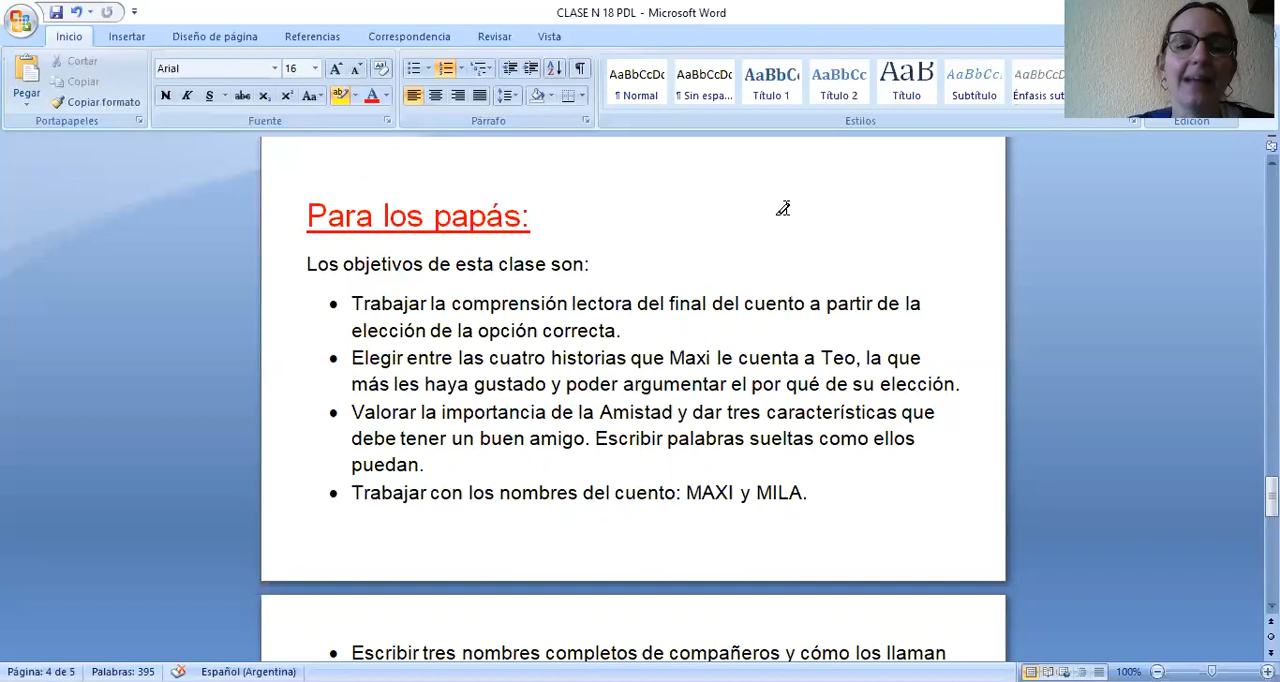 CLASE N 18 PDL - Microsoft Word
Inicio Insertar Diseño de página Referencias Correspondencia Revisar Vista
Cortar
Copiar
Copiar formato
Pegar
Portapapeles
Arial 16
N K S abc x₂ x² Aa
Fuente
Párrafo
AaBbCcDc AaBbCcDc AaBbC AaBbCc AaB AaBbCc. AaBbCcDc
¶ Normal ¶ Sin espa... Título 1 Título 2 Título Subtítulo Énfasis sut
Estilos
Edición
Para los papás:
Los objetivos de esta clase son:
• Trabajar la comprensión lectora del final del cuento a partir de la
elección de la opción correcta.
• Elegir entre las cuatro historias que Maxi le cuenta a Teo, la que
más les haya gustado y poder argumentar el por qué de su elección.
• Valorar la importancia de la Amistad y dar tres características que
debe tener un buen amigo. Escribir palabras sueltas como ellos
puedan.
• Trabajar con los nombres del cuento: MAXI y MILA.
• Escribir tres nombres completos de compañeros y cómo los llaman
Página: 4 de 5 Palabras: 395 Español (Argentina) 100%